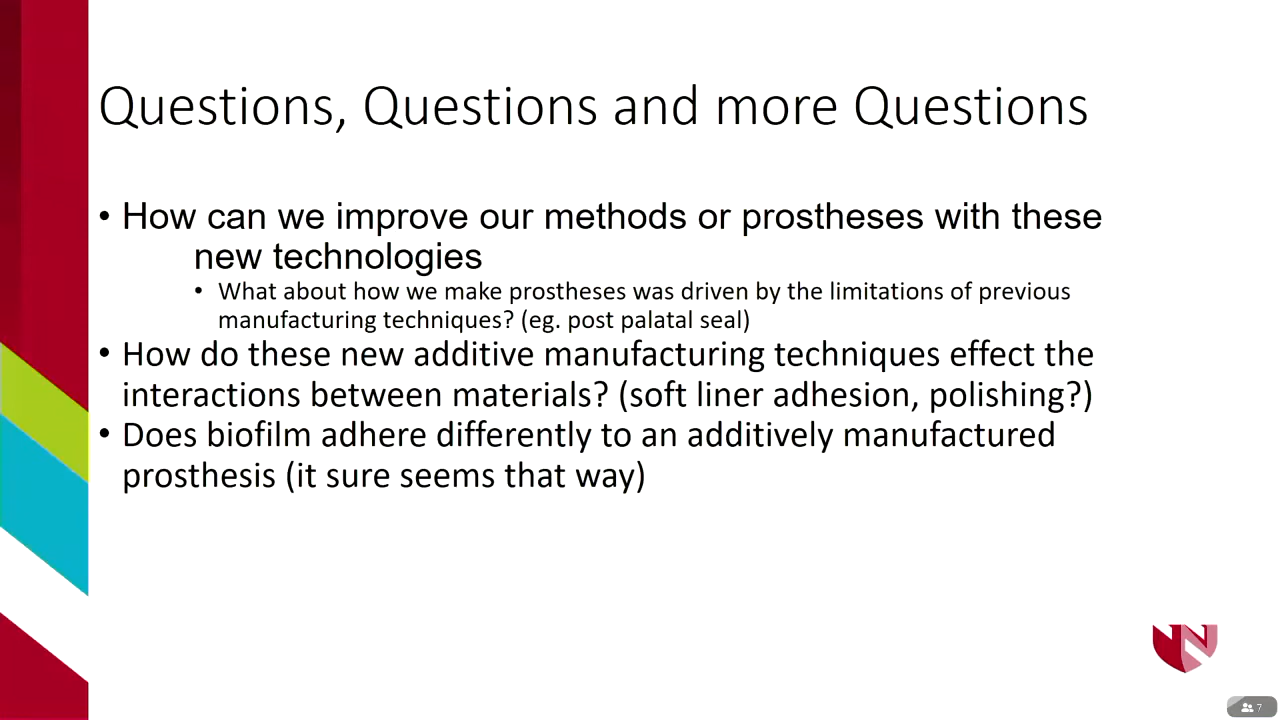 Questions, Questions and more Questions
• How can we improve our methods or prostheses with these
new technologies
• What about how we make prostheses was driven by the limitations of previous
manufacturing techniques? (eg. post palatal seal)
• How do these new additive manufacturing techniques effect the
interactions between materials? (soft liner adhesion, polishing?)
• Does biofilm adhere differently to an additively manufactured
prosthesis (it sure seems that way)
N
7